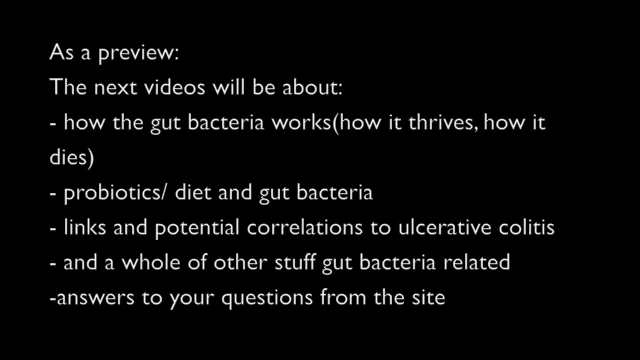 As a preview:
The next videos will be about:
- how the gut bacteria works(how it thrives, how it
dies)
- probiotics/ diet and gut bacteria
- links and potential correlations to ulcerative colitis
- and a whole of other stuff gut bacteria related
-answers to your questions from the site